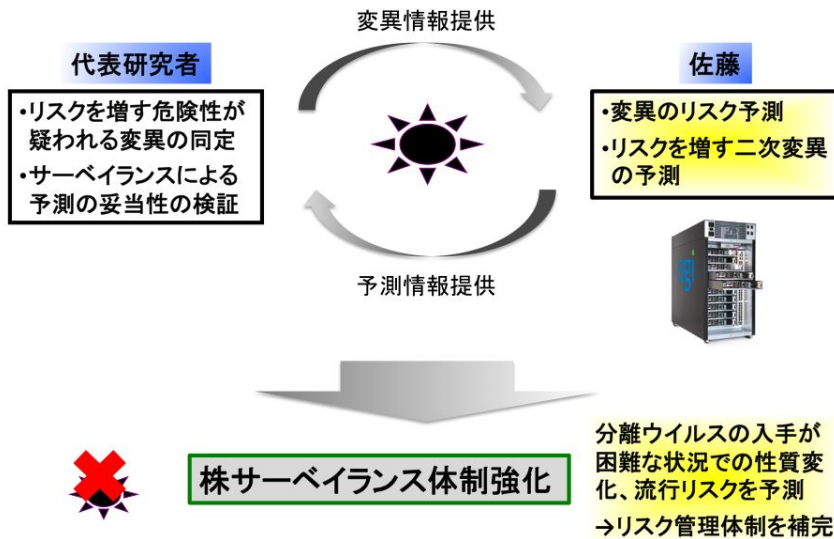 変異情報提供
代表研究者
佐藤
・リスクを増す危険性が
疑われる変異の同定
・サーベイランスによる
予測の妥当性の検証
・変異のリスク予測
・リスクを増す二次変異
の予測
予測情報提供
sgi
株サーベイランス体制強化
分離ウイルスの入手が
困難な状況での性質変
化、流行リスクを予測
→リスク管理体制を補完